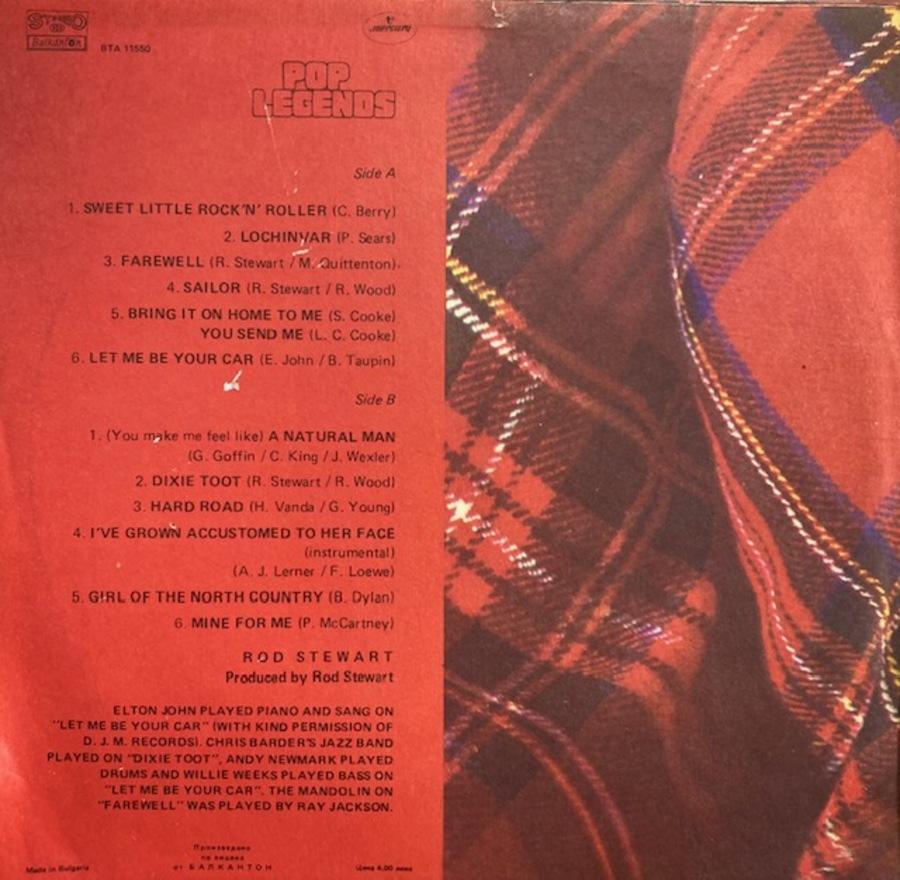 STEREO
Balkanton
BTA 11550
mercury
POP
LEGENDS
Side A
1. SWEET LITTLE ROCK'N' ROLLER (C. Berry)
2. LOCHINVAR (P. Sears)
3. FAREWELL (R. Stewart / M. Quittenton)
4. SAILOR (R. Stewart / R. Wood)
5. BRING IT ON HOME TO ME (S. Cooke)
YOU SEND ME (L. C. Cooke)
6. LET ME BE YOUR CAR (E. John / B. Taupin)
Side B
1. (You make me feel like) A NATURAL MAN
(G. Goffin / C. King / J. Wexler)
2. DIXIE TOOT (R. Stewart / R. Wood)
3. HARD ROAD (H. Vanda / G. Young)
4. I'VE GROWN ACCUSTOMED TO HER FACE
(instrumental)
(A. J. Lerner / F. Loewe)
5. GIRL OF THE NORTH COUNTRY (B. Dylan)
6. MINE FOR ME (P. McCartney)
ROD STEWART
Produced by Rod Stewart
ELTON JOHN PLAYED PIANO AND SANG ON
"LET ME BE YOUR CAR" (WITH KIND PERMISSION OF
D. J. M. RECORDS). CHRIS BARDER'S JAZZ BAND
PLAYED ON "DIXIE TOOT", ANDY NEWMARK PLAYED
DRUMS AND WILLIE WEEKS PLAYED BASS ON
"LET ME BE YOUR CAR". THE MANDOLIN ON
"FAREWELL" WAS PLAYED BY RAY JACKSON.
Произведено
по лиценз
от БАЛКАНТОН
Made in Bulgaria
Цена 6,00 лева